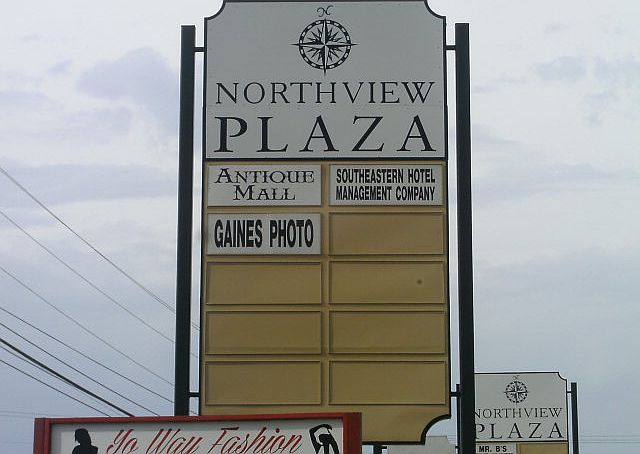 NORTHVIEW
PLAZA
ANTIQUE
MALL
SOUTHEASTERN HOTEL
MANAGEMENT COMPANY
GAINES PHOTO
Yo Way Fashion
NORTHVIEW
PLAZA
MR. B'S